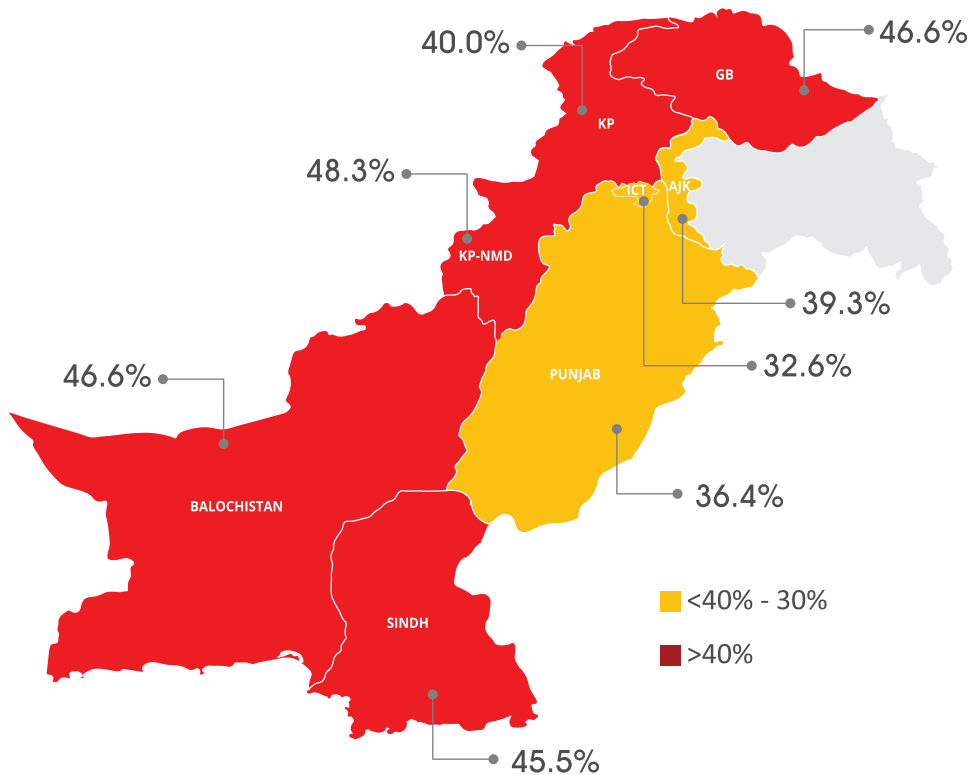 46.6%
40.0%
GB
KP
48.3%
ICT
AJK
KP-NMD
39.3%
32.6%
46.6%
PUNJAB
36.4%
BALOCHISTAN
<40% - 30%
SINDH
>40%
45.5%